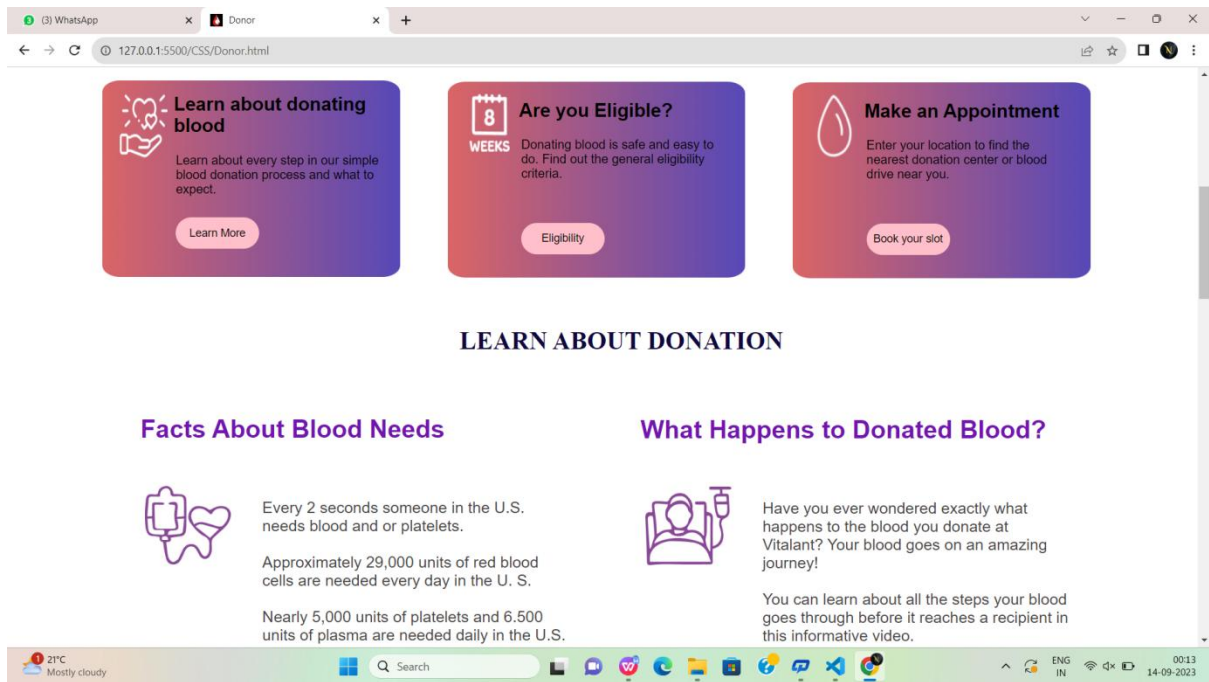 (3) WhatsApp
Donor
127.0.0.1:5500/CSS/Donor.html
Learn about donating
blood
Learn about every step in our simple
blood donation process and what to
expect.
Learn More
8
WEEKS
Are you Eligible?
Donating blood is safe and easy to
do. Find out the general eligibility
criteria.
Eligibility
Make an Appointment
Enter your location to find the
nearest donation center or blood
drive near you.
Book your slot
LEARN ABOUT DONATION
Facts About Blood Needs
Every 2 seconds someone in the U.S.
needs blood and or platelets.
Approximately 29,000 units of red blood
cells are needed every day in the U. S.
Nearly 5,000 units of platelets and 6.500
units of plasma are needed daily in the U.S.
What Happens to Donated Blood?
Have you ever wondered exactly what
happens to the blood you donate at
Vitalant? Your blood goes on an amazing
journey!
You can learn about all the steps your blood
goes through before it reaches a recipient in
this informative video.
1
21°C
Mostly cloudy
Search
ENG
IN
00:13
14-09-2023